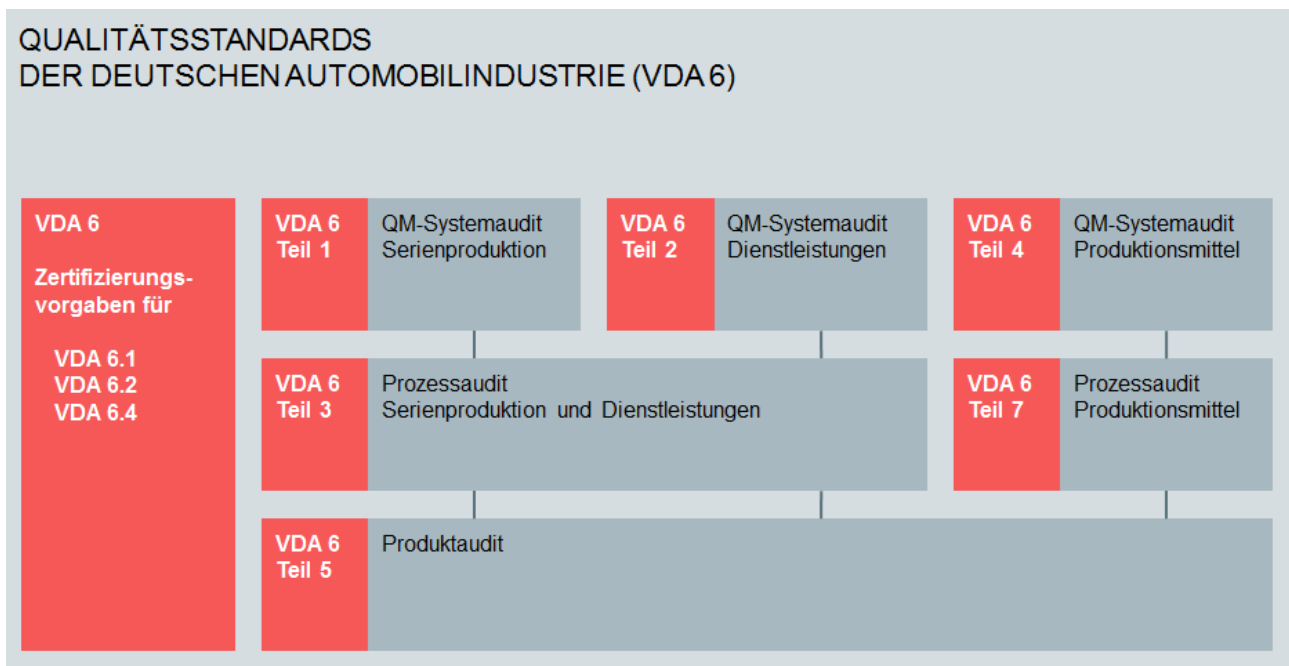 QUALITÄTSSTANDARDS
DER DEUTSCHEN AUTOMOBILINDUSTRIE (VDA 6)
VDA 6
Zertifizierungs-
vorgaben für
VDA 6.1
VDA 6.2
VDA 6.4
VDA 6
Teil 1
QM-Systemaudit
Serienproduktion
VDA 6
Teil 2
QM-Systemaudit
Dienstleistungen
VDA 6
Teil 4
QM-Systemaudit
Produktionsmittel
VDA 6
Teil 3
Prozessaudit
Serienproduktion und Dienstleistungen
VDA 6
Teil 7
Prozessaudit
Produktionsmittel
VDA 6
Teil 5
Produktaudit